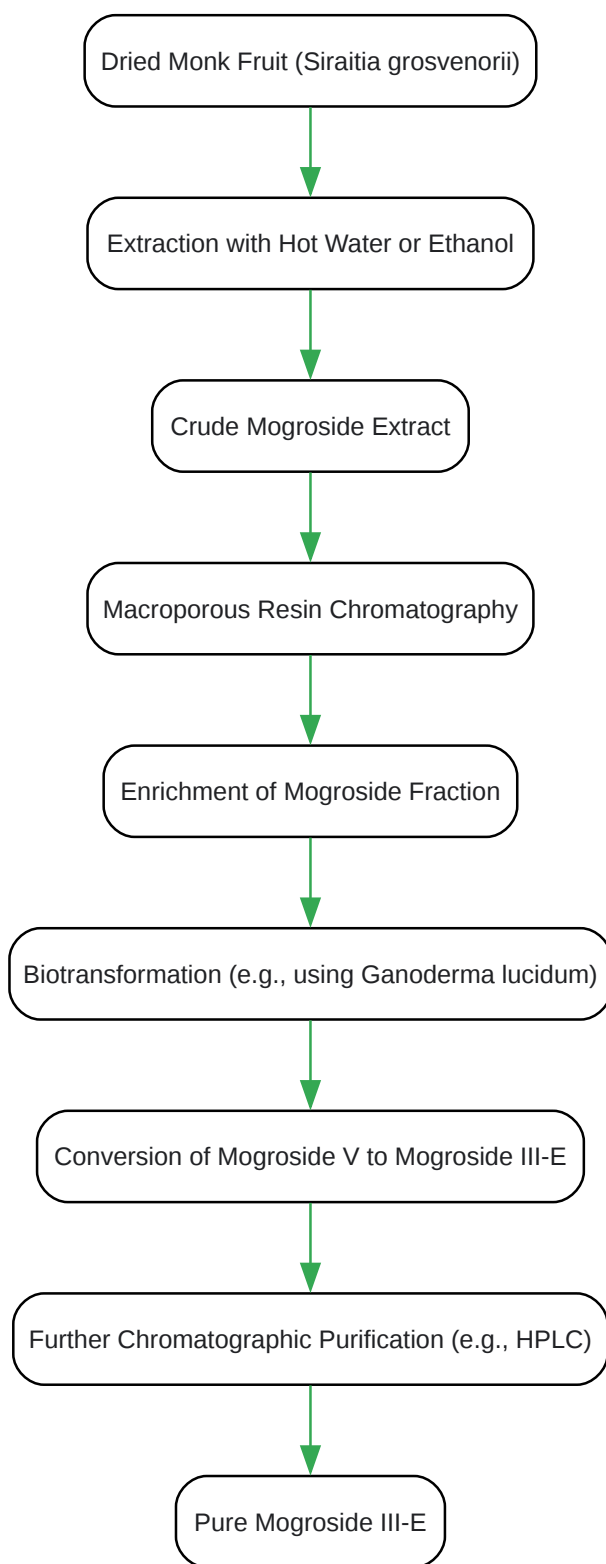 Dried Monk Fruit (Siraitia grosvenorii)
Extraction with Hot Water or Ethanol
Crude Mogroside Extract
Macroporous Resin Chromatography
Enrichment of Mogroside Fraction
Biotransformation (e.g., using Ganoderma lucidum)
Conversion of Mogroside V to Mogroside III-E
Further Chromatographic Purification (e.g., HPLC)
Pure Mogroside III-E